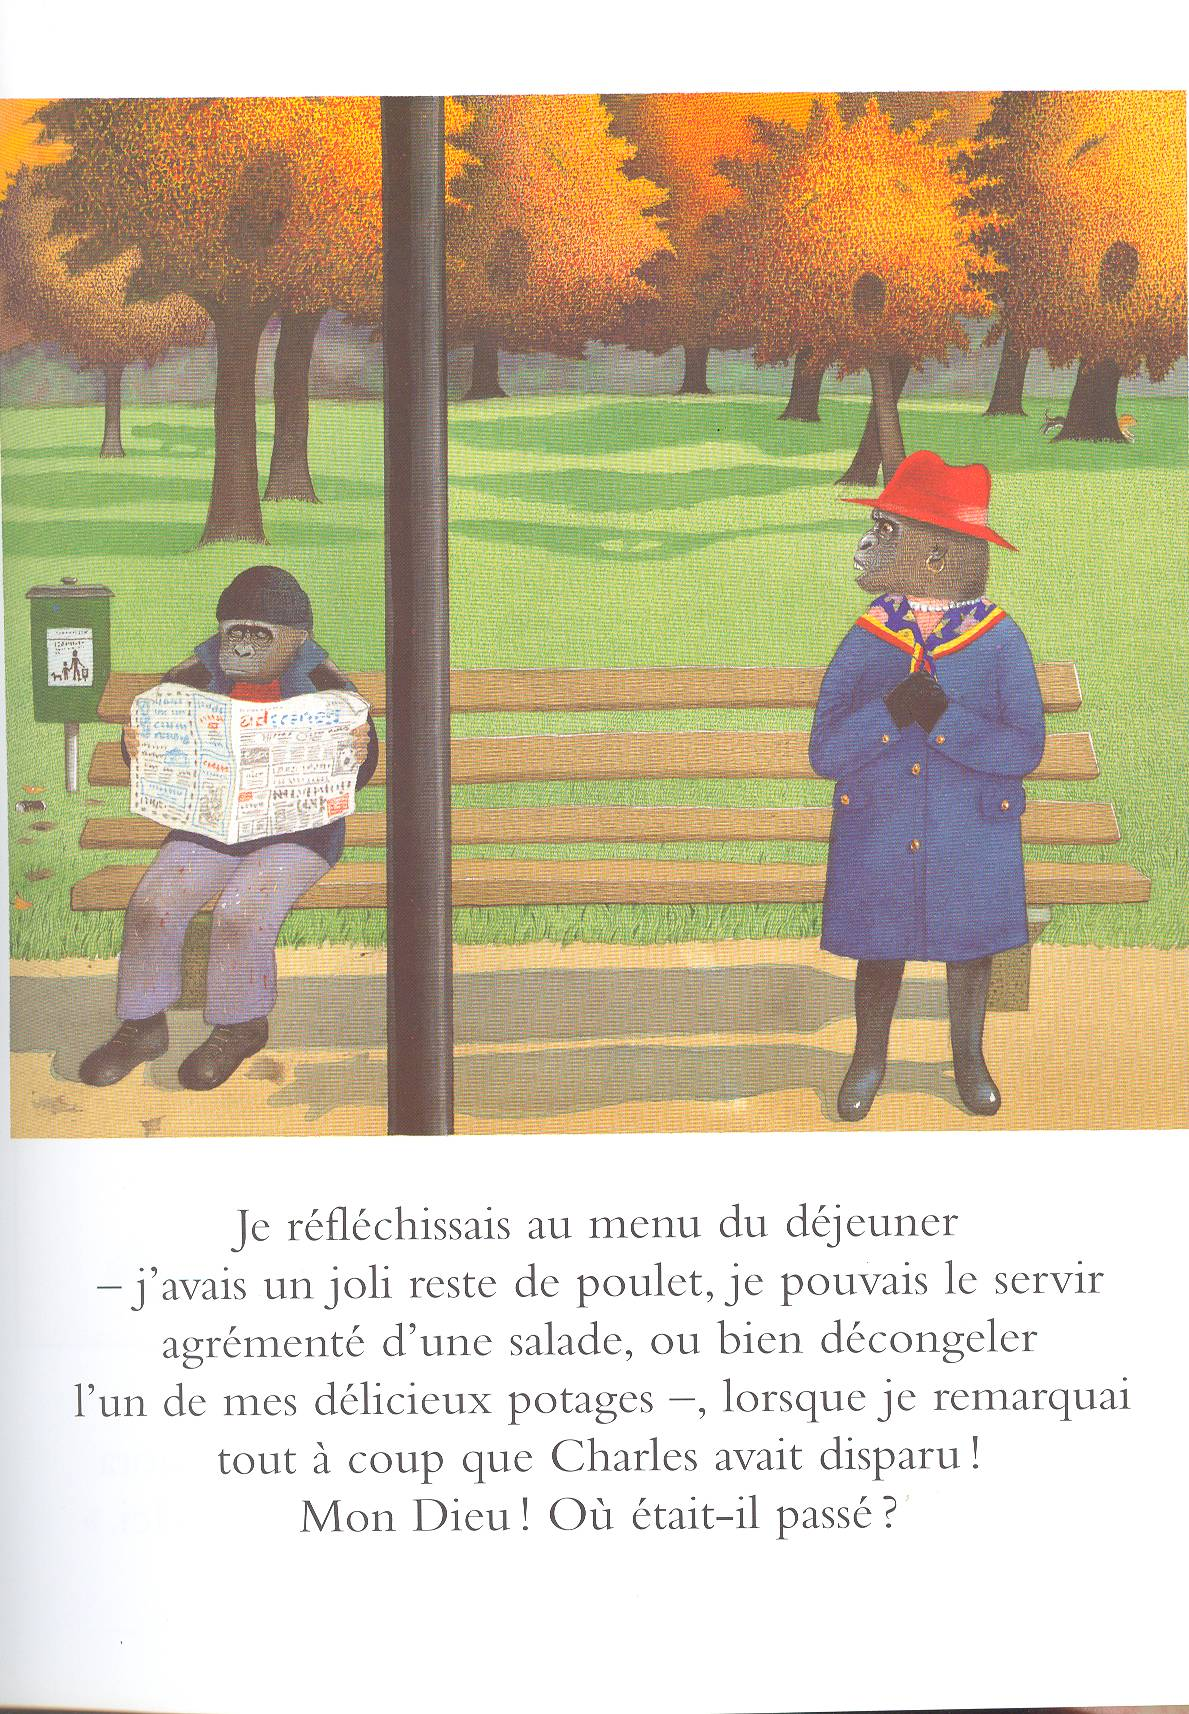 Je réfléchissais au menu du déjeuner
– j'avais un joli reste de poulet, je pouvais le servir
agrémenté d'une salade, ou bien décongeler
l'un de mes délicieux potages –, lorsque je remarquai
tout à coup que Charles avait disparu !
Mon Dieu ! Où était-il passé ?